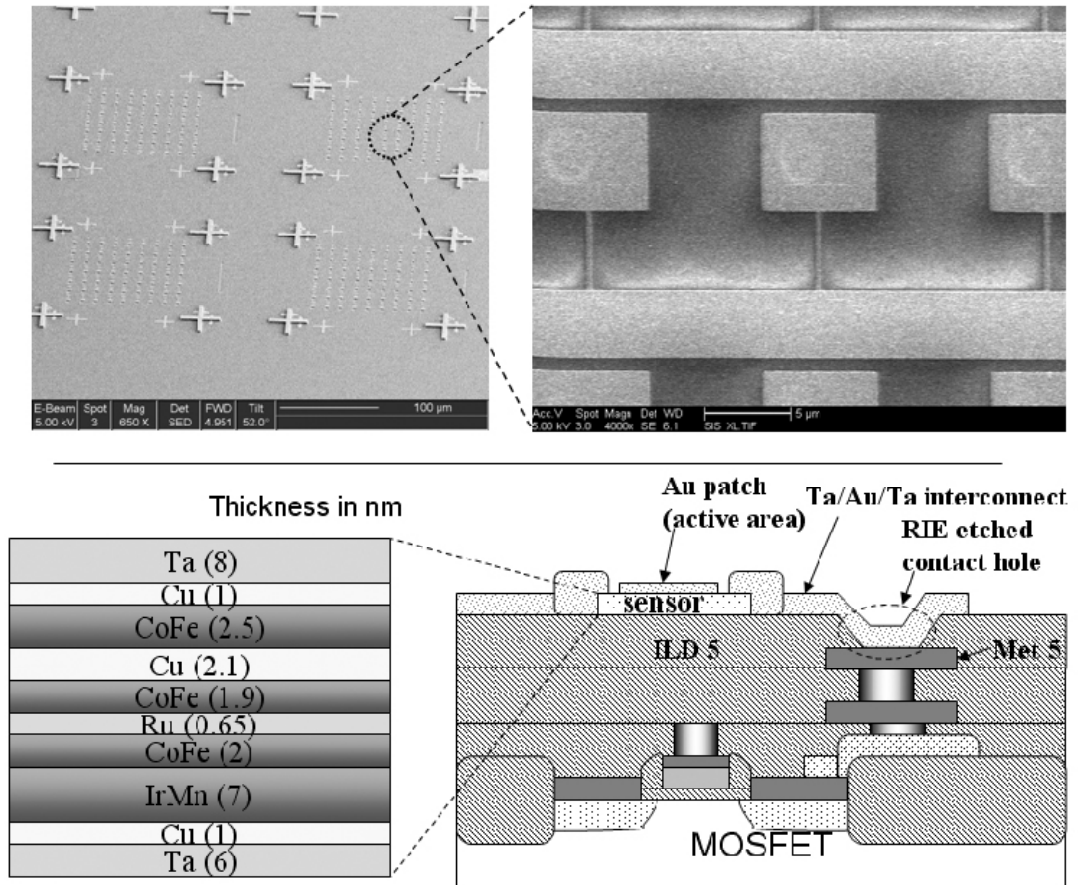 E-Beam Spot Mag Det FWD Tilt 100 µm
5.00 kV 3 650 X SED 4.951 52.0°
Acc.V Spot Magn Det WD 5 µm
5.00 kV 3.0 4000x SE 6.1 SIS XL TIF
Thickness in nm
Ta (8)
Cu (1)
CoFe (2.5)
Cu (2.1)
CoFe (1.9)
Ru (0.65)
CoFe (2)
IrMn (7)
Cu (1)
Ta (6)
Au patch
(active area)
Ta/Au/Ta interconnect
RIE etched
contact hole
sensor
ILD 5
Met 5
MOSFET